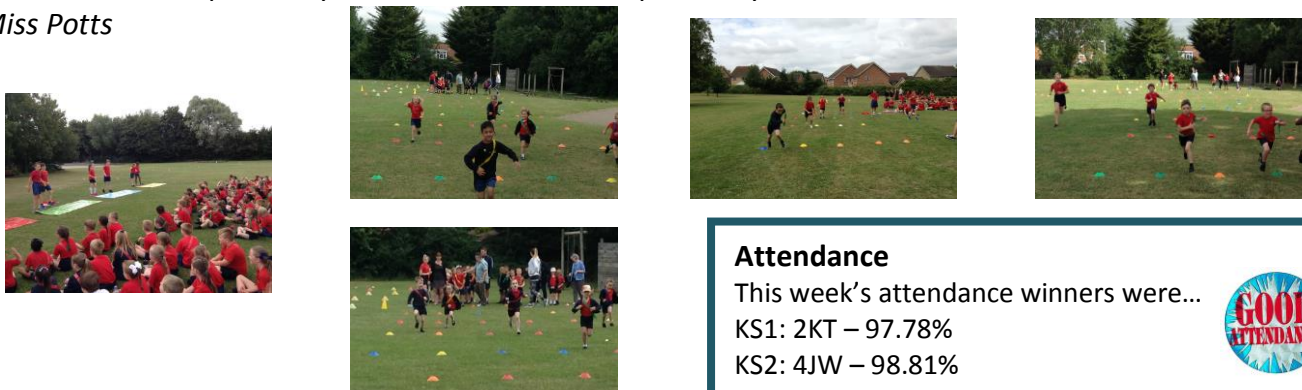 Miss Potts
Attendance
This week's attendance winners were…
KS1: 2KT – 97.78%
KS2: 4JW – 98.81%
GOOD